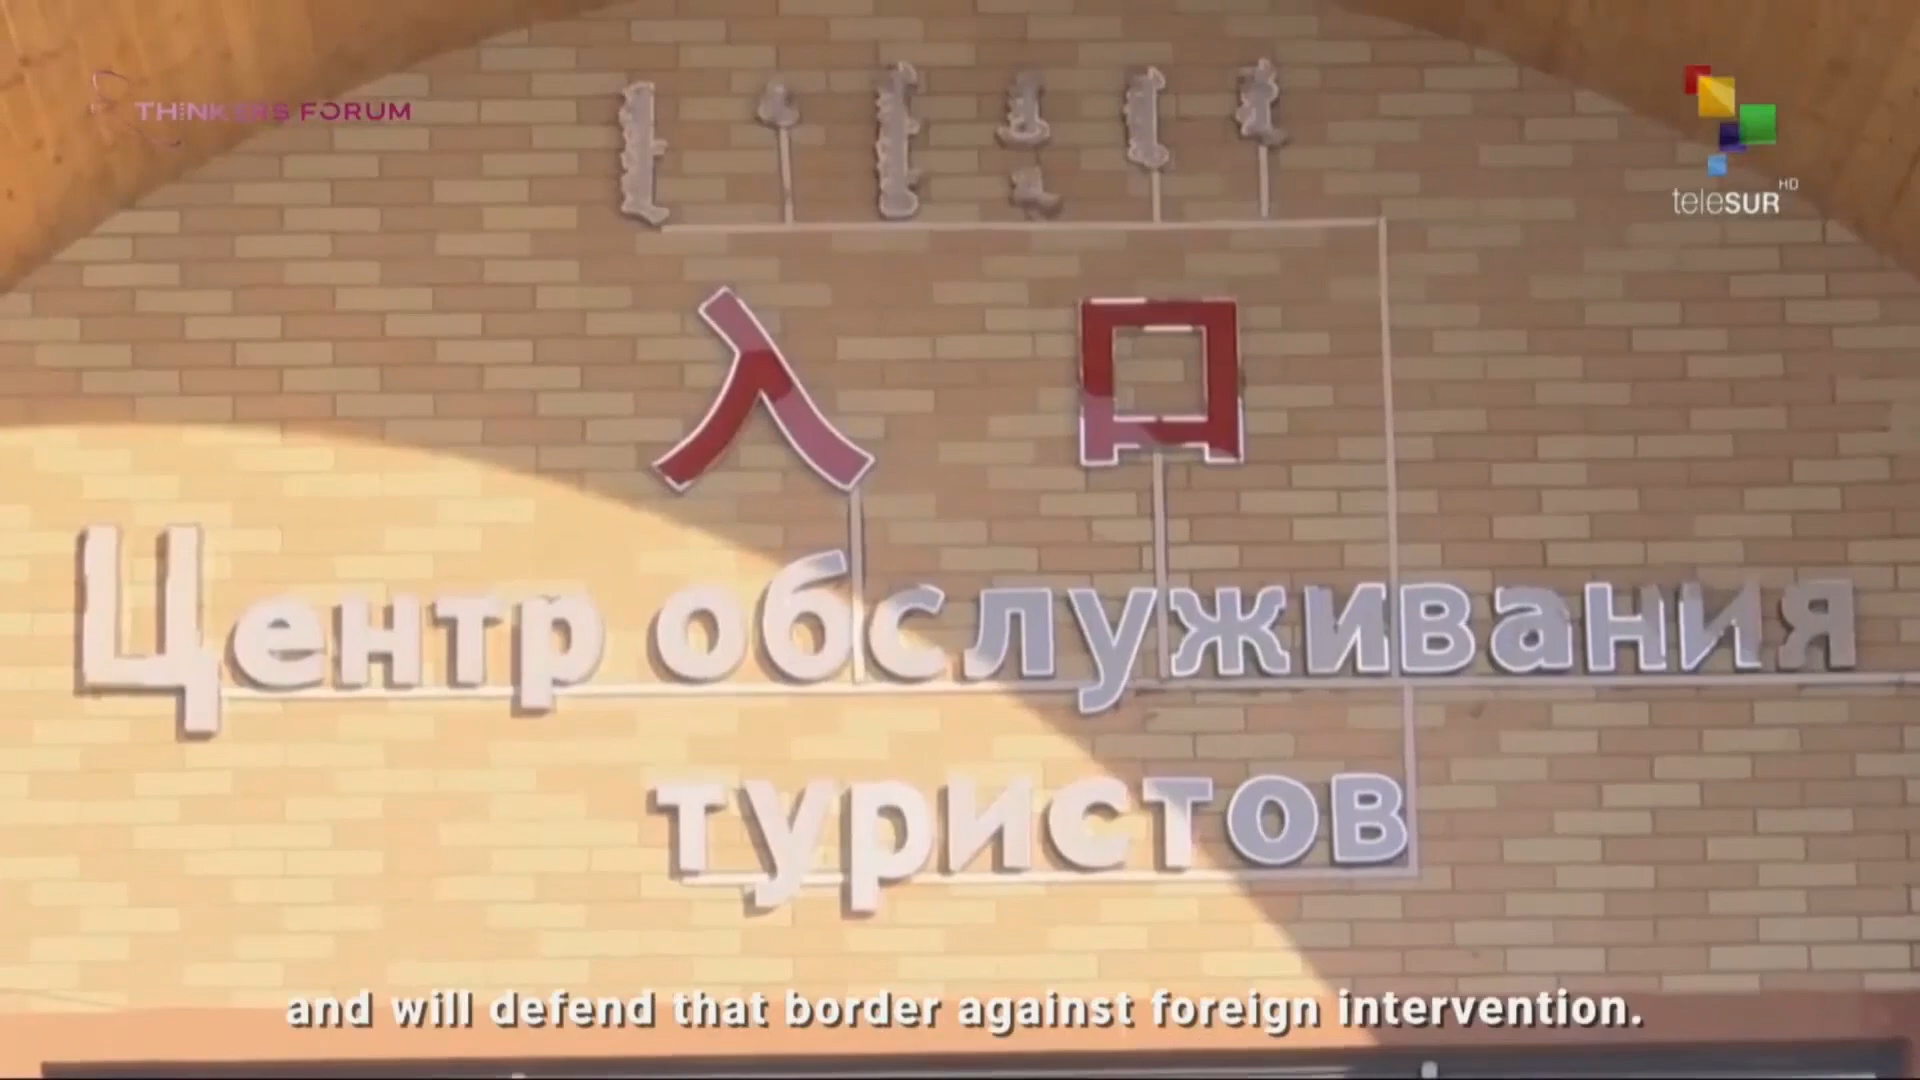 THINKERS FORUM
teleSUR HD
入口
Центр обслуживания
туристов
and will defend that border against foreign intervention.